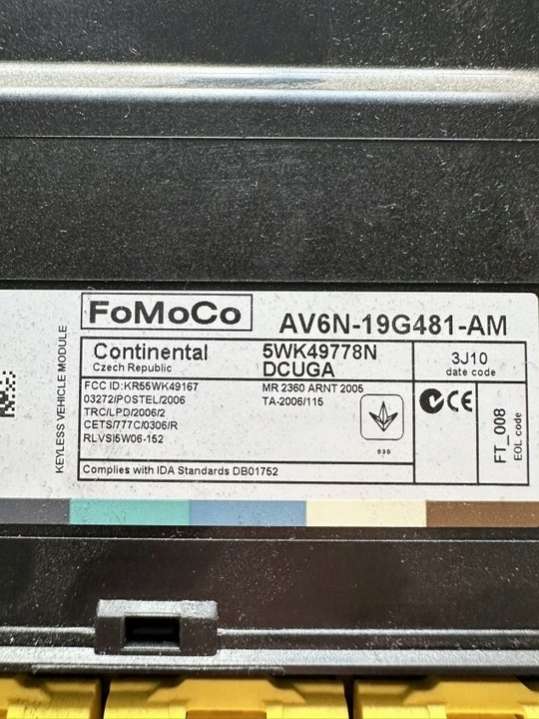 KEYLESS VEHICLE MODULE
FoMoCo
AV6N-19G481-AM
Continental
Czech Republic
5WK49778N
DCUGA
3J10
date code
FCC ID:KR55WK49167
03272/POSTEL/2006
TRC/LPD/2006/2
CETS/777C/0306/R
RLVSI5W06-152
MR 2360 ARNT 2005
TA-2006/115
CE
FT_008
EOL code
Complies with IDA Standards DB01752